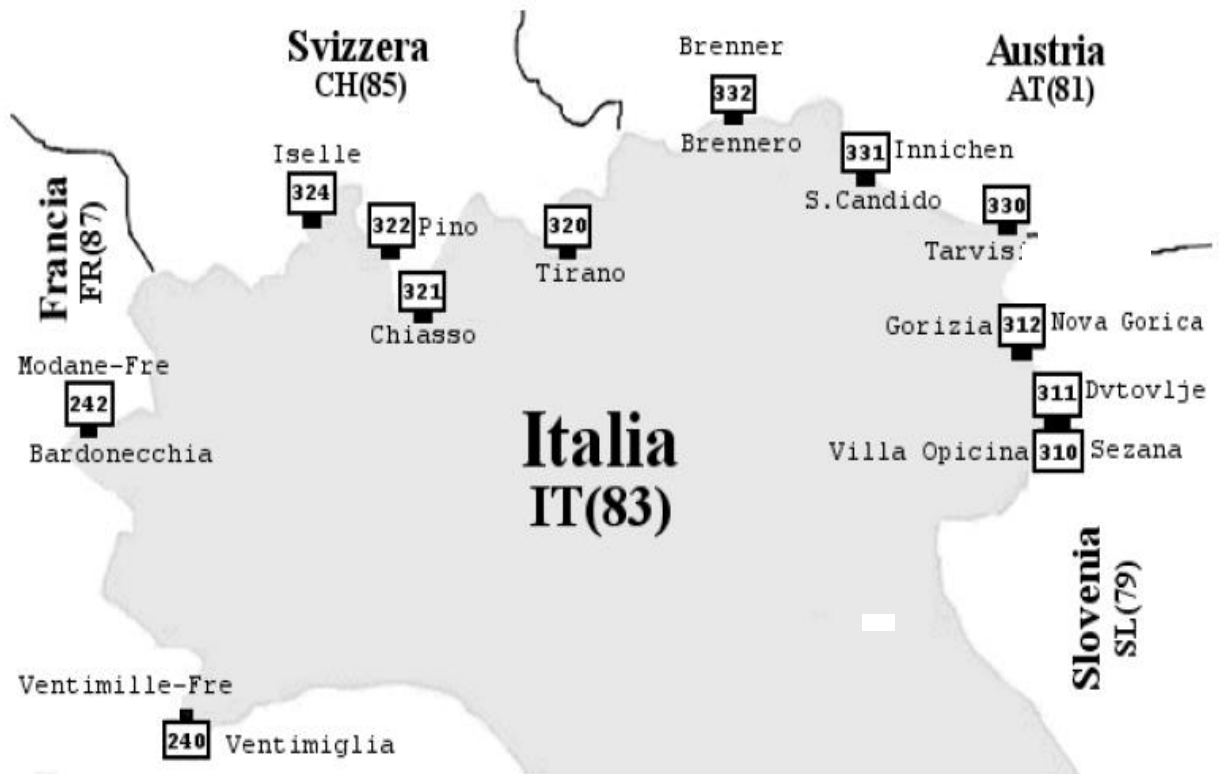 Svizzera
CH(85)
Brenner
332
Brennero
Austria
AT(81)
331 Innichen
S.Candido
330
Tarvisi
Iselle
324
322 Pino
320
Tirano
321
Chiasso
Francia
FR(87)
Modane-Fre
242
Bardonecchia
Gorizia 312 Nova Gorica
311 Dvtovlje
Villa Opicina 310 Sezana
Italia
IT(83)
Slovenia
SL(79)
Ventimille-Fre
240 Ventimiglia